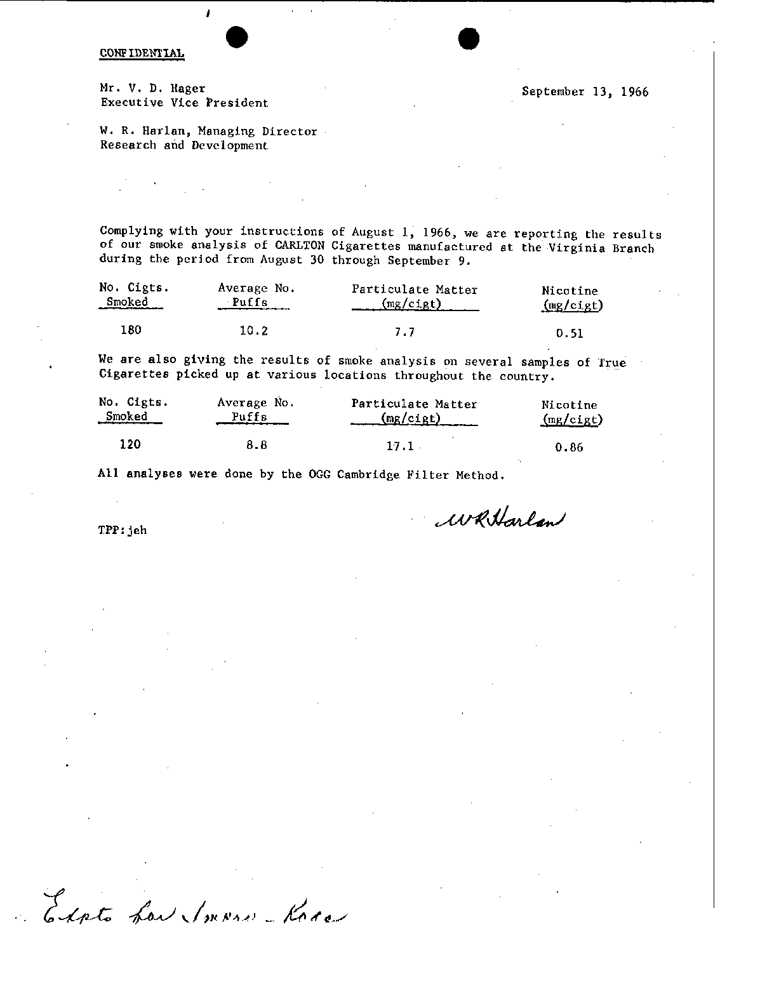 CONFIDENTIAL
Mr. V. D. Hager
Executive Vice President
September 13, 1966
W. R. Harlan, Managing Director
Research and Development
Complying with your instructions of August 1, 1966, we are reporting the results
of our smoke analysis of CARLTON Cigarettes manufactured at the Virginia Branch
during the period from August 30 through September 9.
No. Cigts. Average No. Particulate Matter Nicotine
Smoked Puffs (mg/cigt) (mg/cigt)
180 10.2 7.7 0.51
We are also giving the results of smoke analysis on several samples of True
Cigarettes picked up at various locations throughout the country.
No. Cigts. Average No. Particulate Matter Nicotine
Smoked Puffs (mg/cigt) (mg/cigt)
120 8.8 17.1 0.86
All analyses were done by the OGG Cambridge Filter Method.
WRHarlan
TPP:jeh